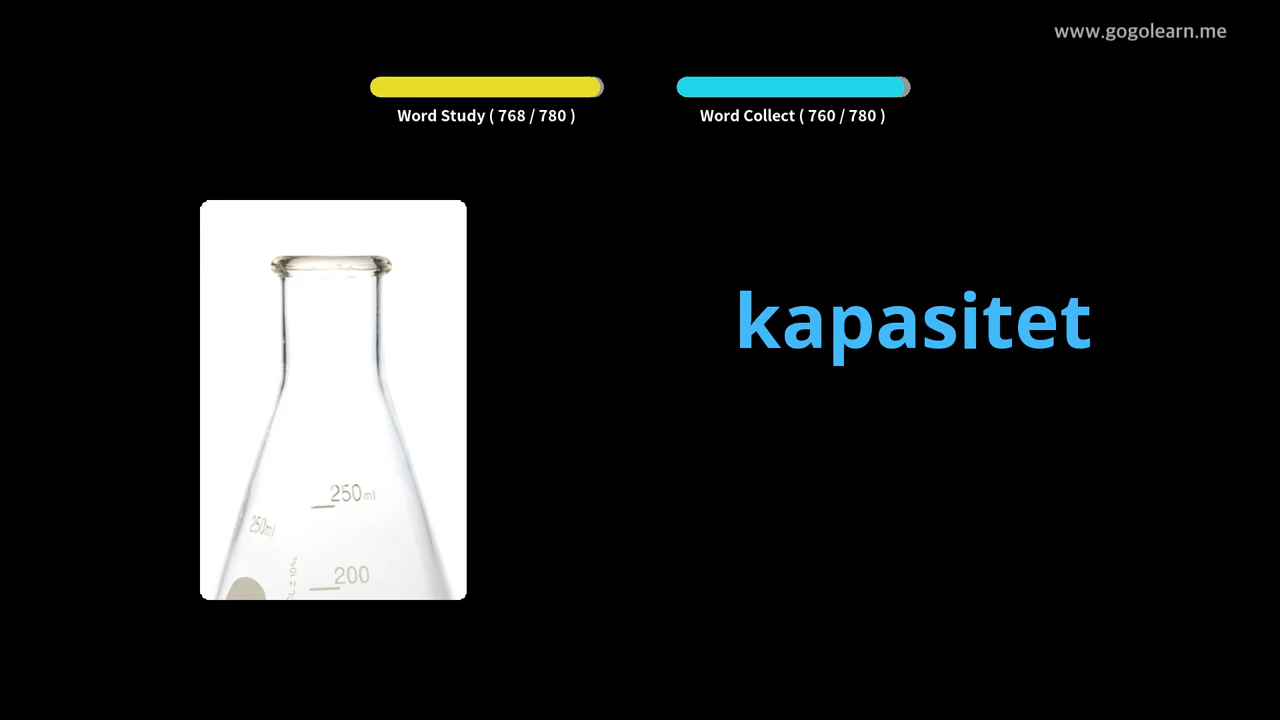 www.gogolearn.me
Word Study ( 768 / 780 )
Word Collect ( 760 / 780 )
kapasitet
250ml
250ml
200